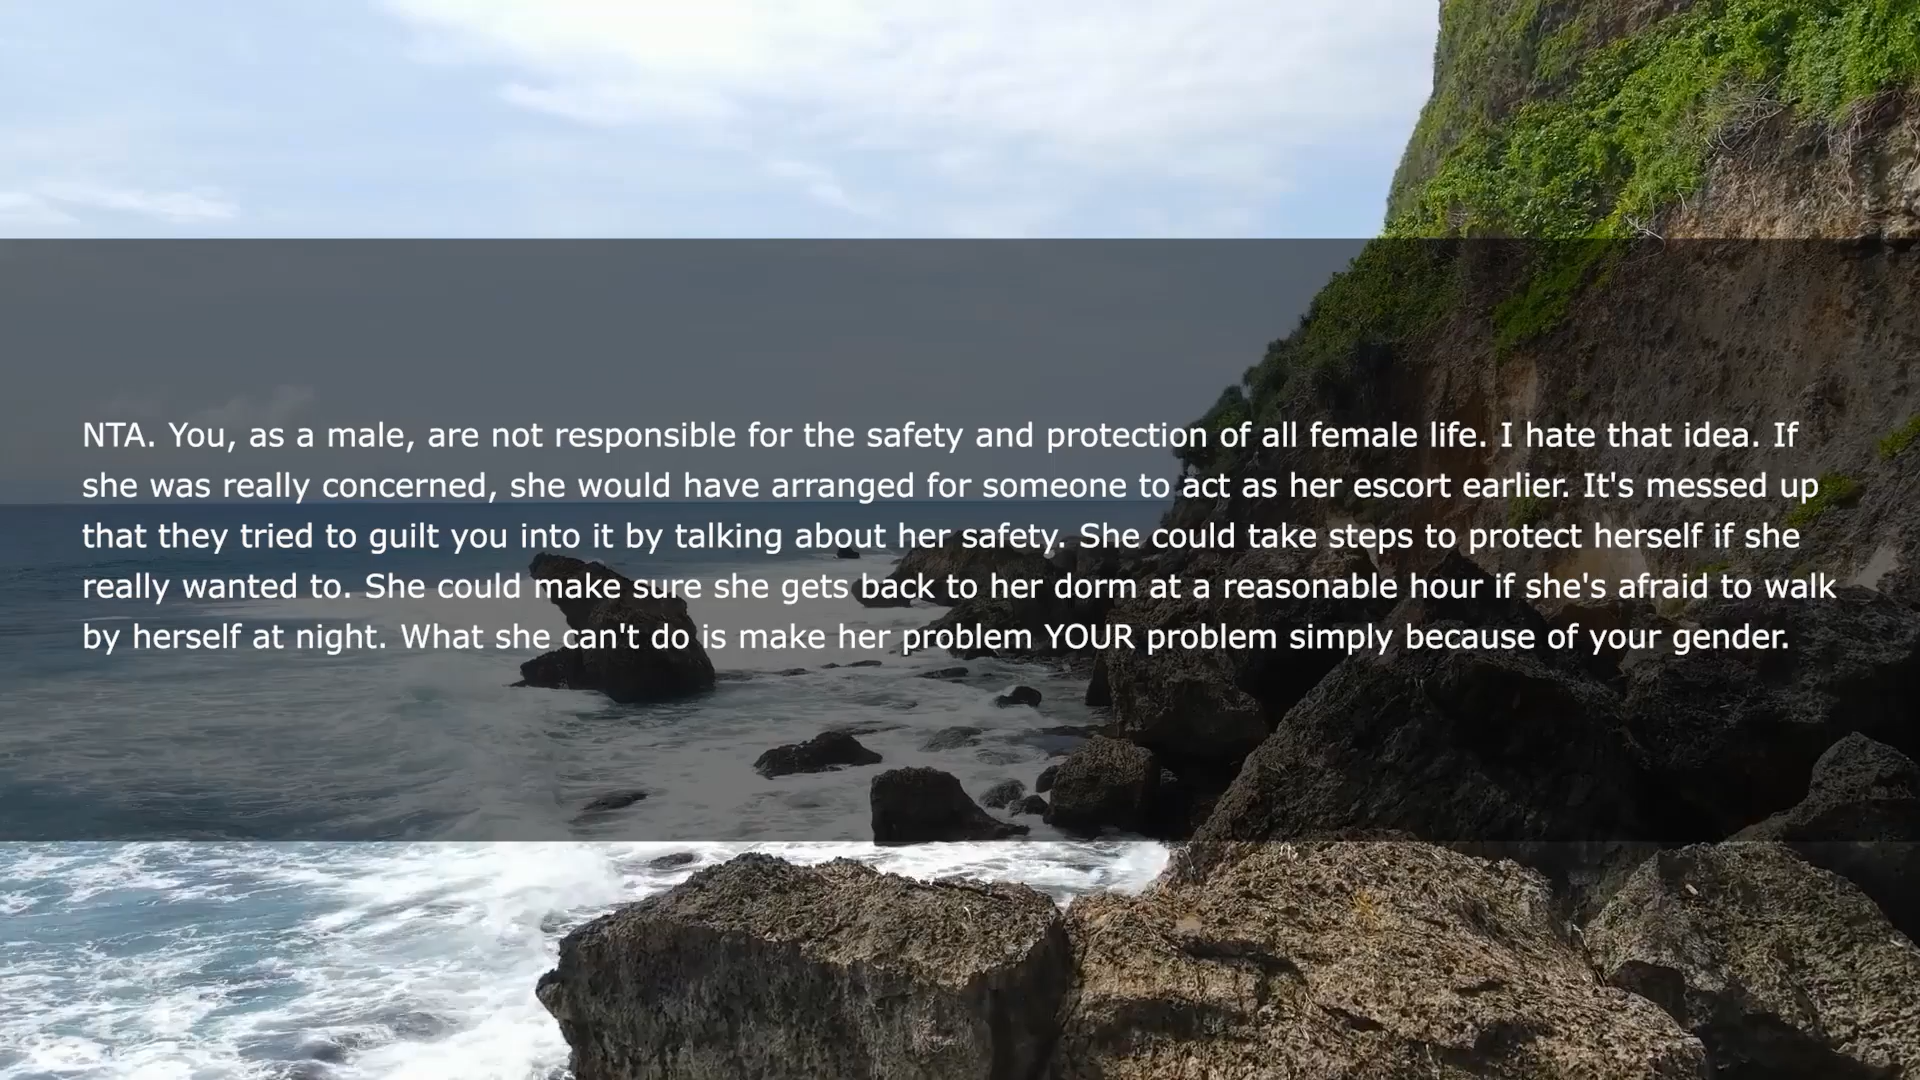 NTA. You, as a male, are not responsible for the safety and protection of all female life. I hate that idea. If
she was really concerned, she would have arranged for someone to act as her escort earlier. It's messed up
that they tried to guilt you into it by talking about her safety. She could take steps to protect herself if she
really wanted to. She could make sure she gets back to her dorm at a reasonable hour if she's afraid to walk
by herself at night. What she can't do is make her problem YOUR problem simply because of your gender.